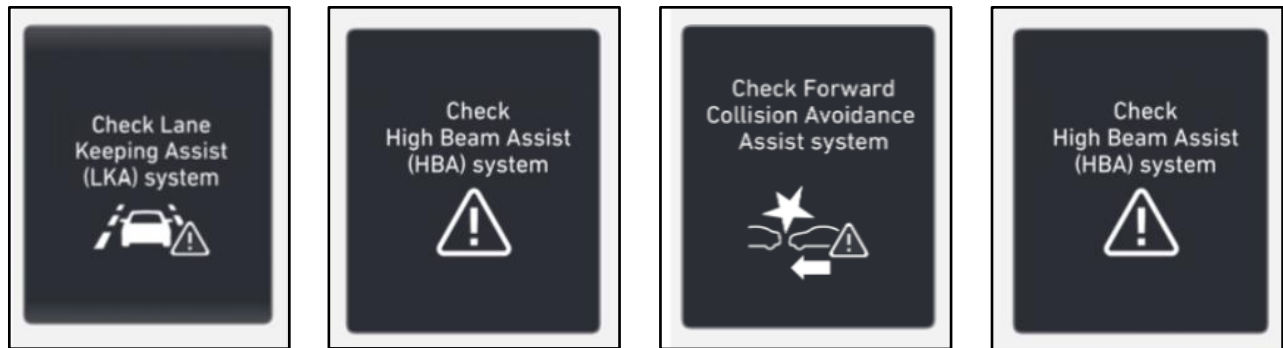 Check Lane
Keeping Assist
(LKA) system
Check
High Beam Assist
(HBA) system
Check Forward
Collision Avoidance
Assist system
Check
High Beam Assist
(HBA) system